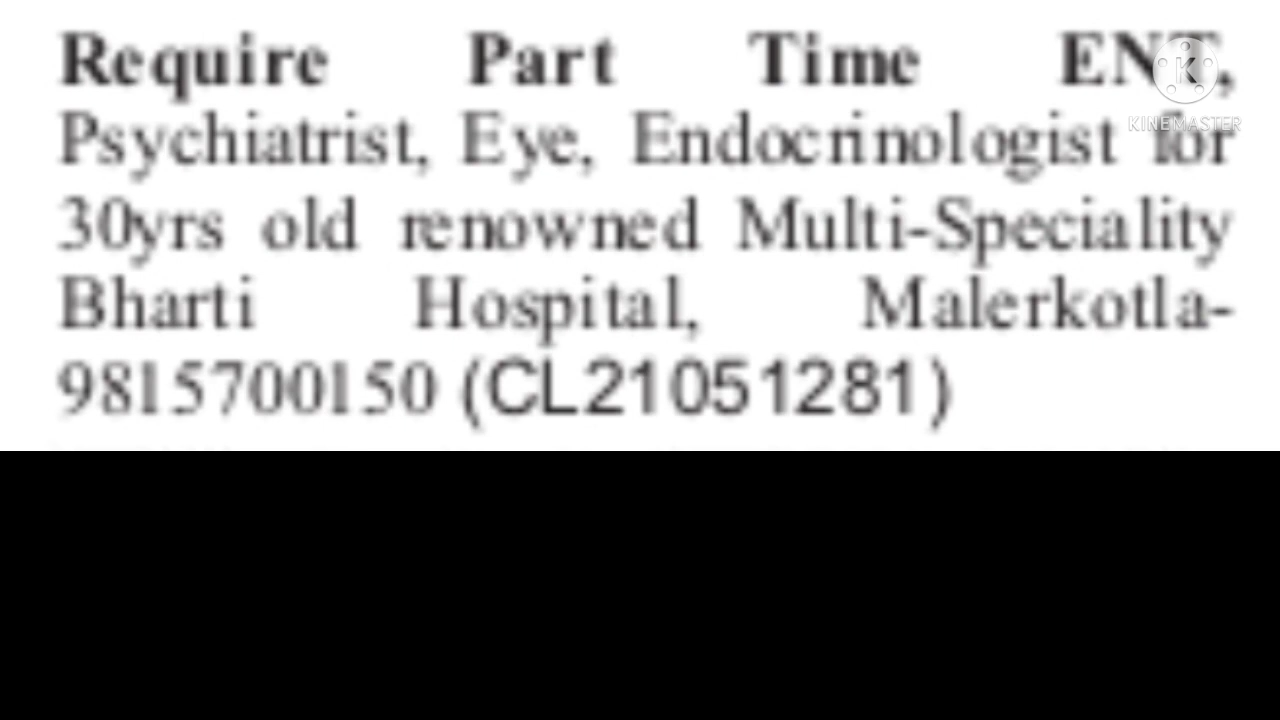 Require Part Time ENT,
Psychiatrist, Eye, Endocrinologist for
30yrs old renowned Multi-Speciality
Bharti Hospital, Malerkotla-
9815700150 (CL21051281)
K
KINEMASTER